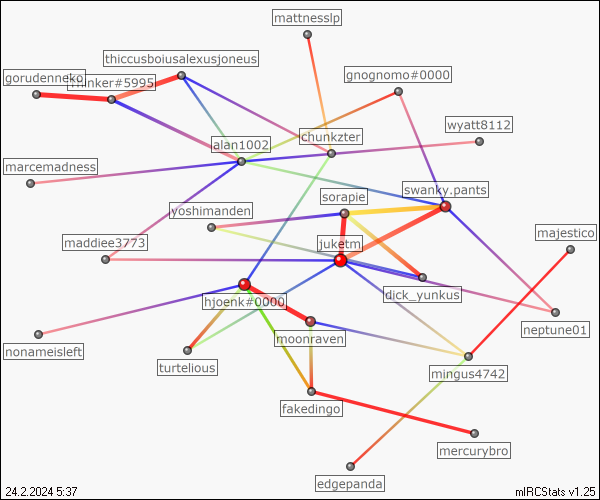 mattnesslp
thiccusboiusalexusjoneus
gorudenneko
thinker#5995
gnognomo#0000
wyatt8112
chunkzter
alan1002
marcemadness
sorapie
swanky.pants
yoshimanden
majestico
maddiee3773
juketm
dick_yunkus
hjoenk#0000
neptune01
moonraven
nonameisleft
turtelious
mingus4742
fakedingo
mercurybro
edgepanda
24.2.2024 5:37
mIRCStats v1.25